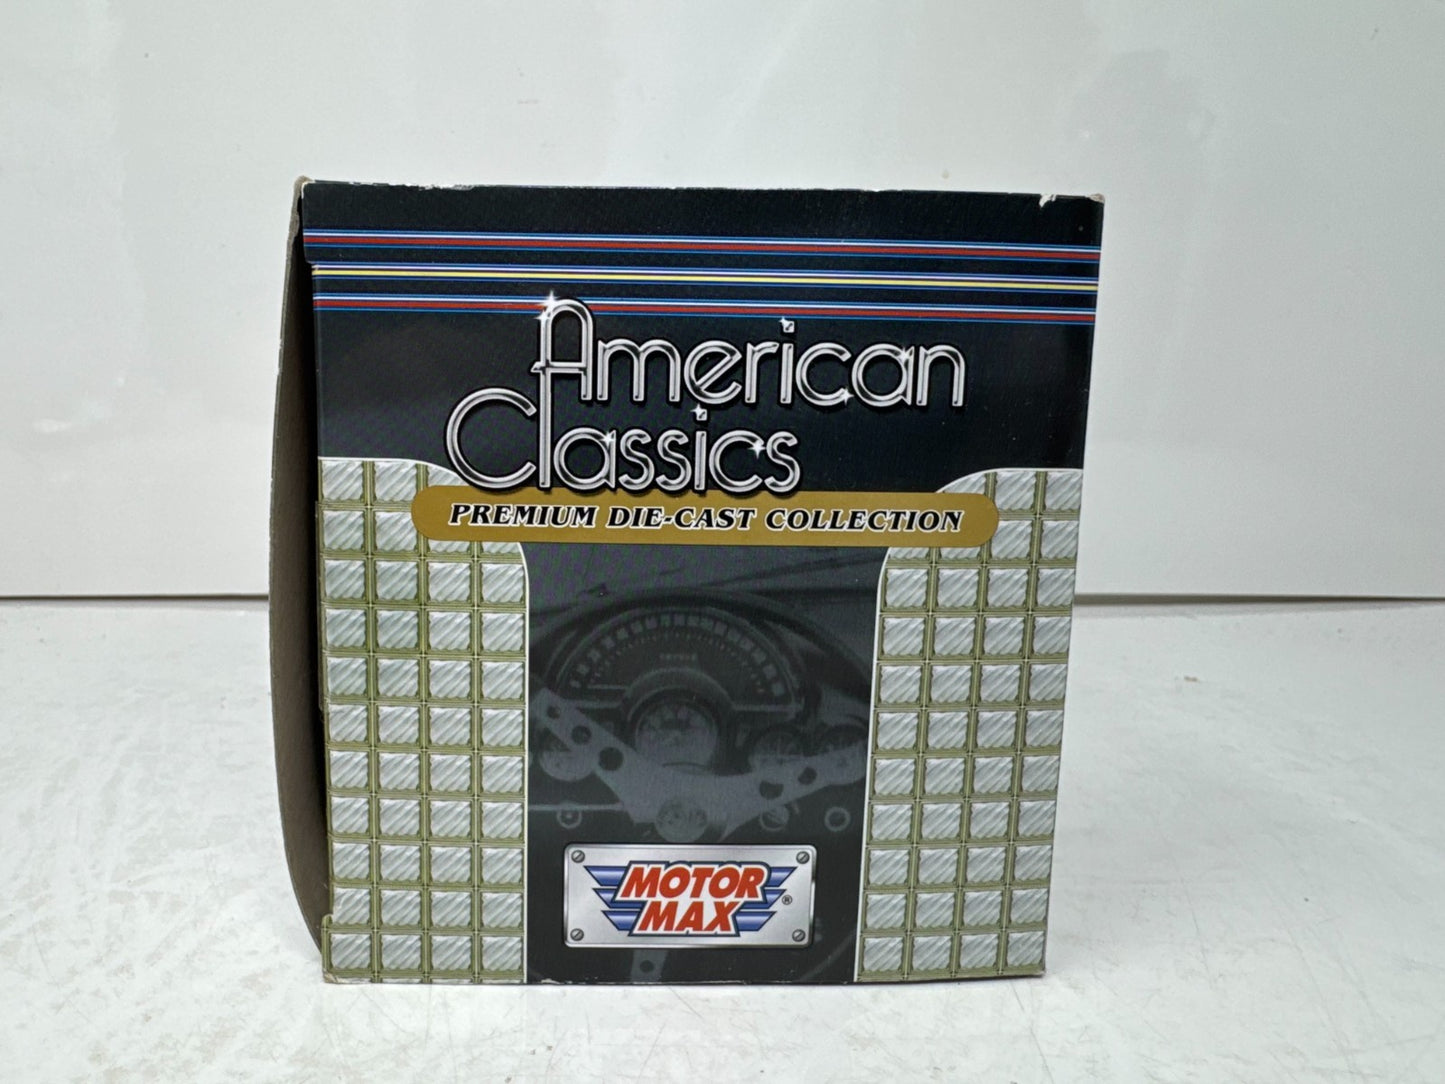 American
Classics
PREMIUM DIE-CAST COLLECTION
MOTOR
MAX
®